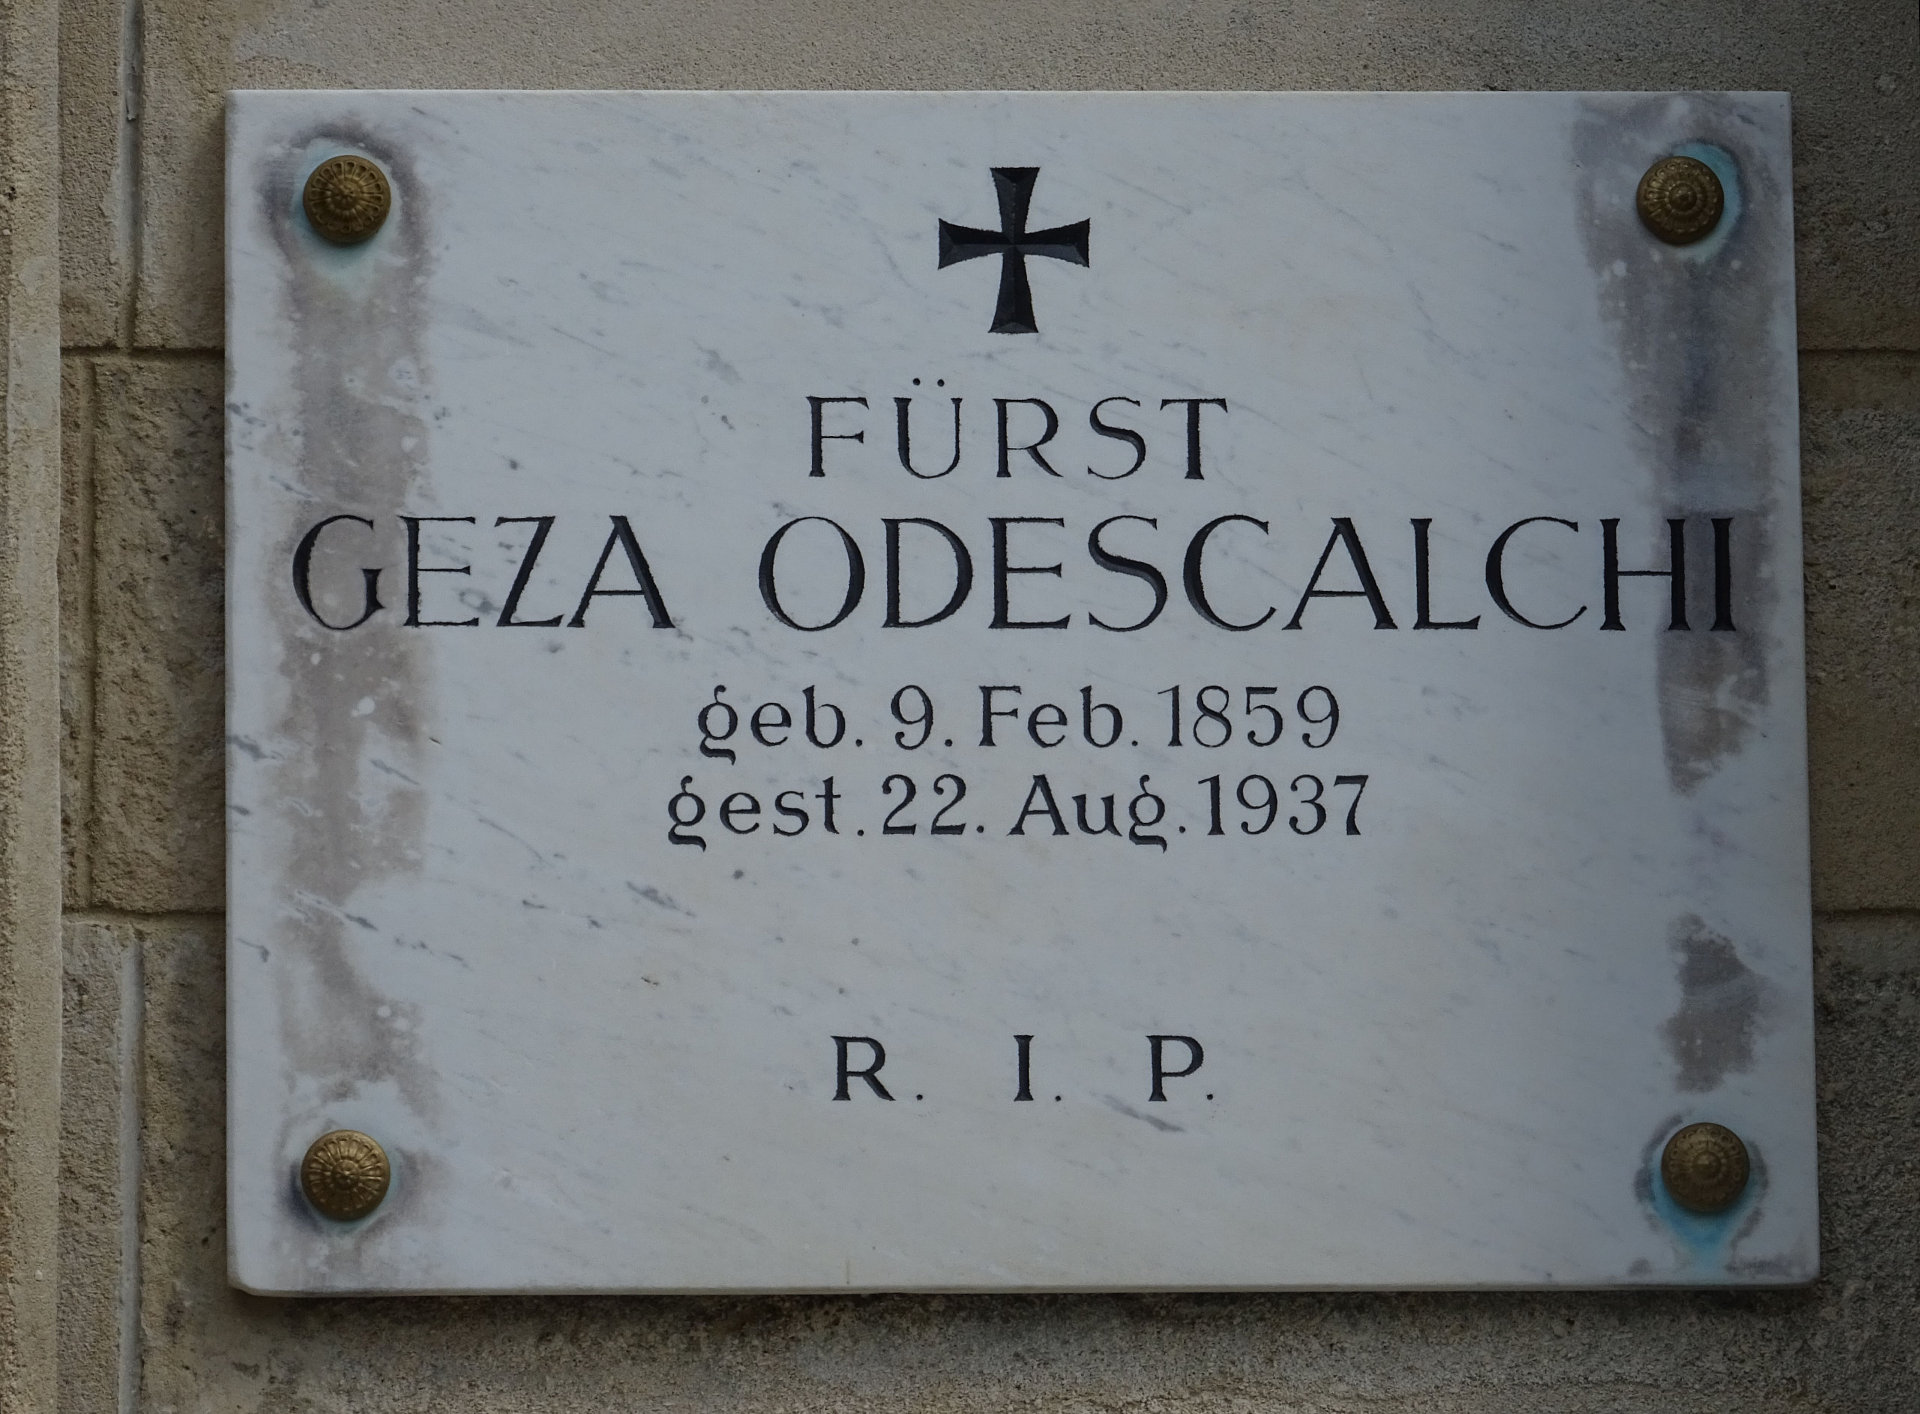 FÜRST
GEZA ODESCALCHI
geb. 9. Feb. 1859
gest. 22. Aug. 1937
R. I. P.